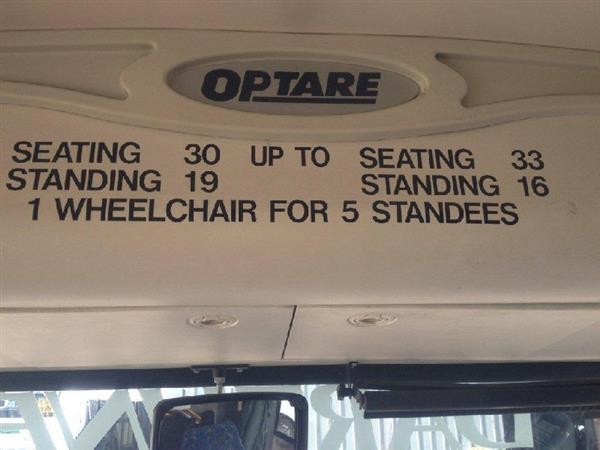 OPTARE
SEATING 30 UP TO SEATING 33
STANDING 19 STANDING 16
1 WHEELCHAIR FOR 5 STANDEES